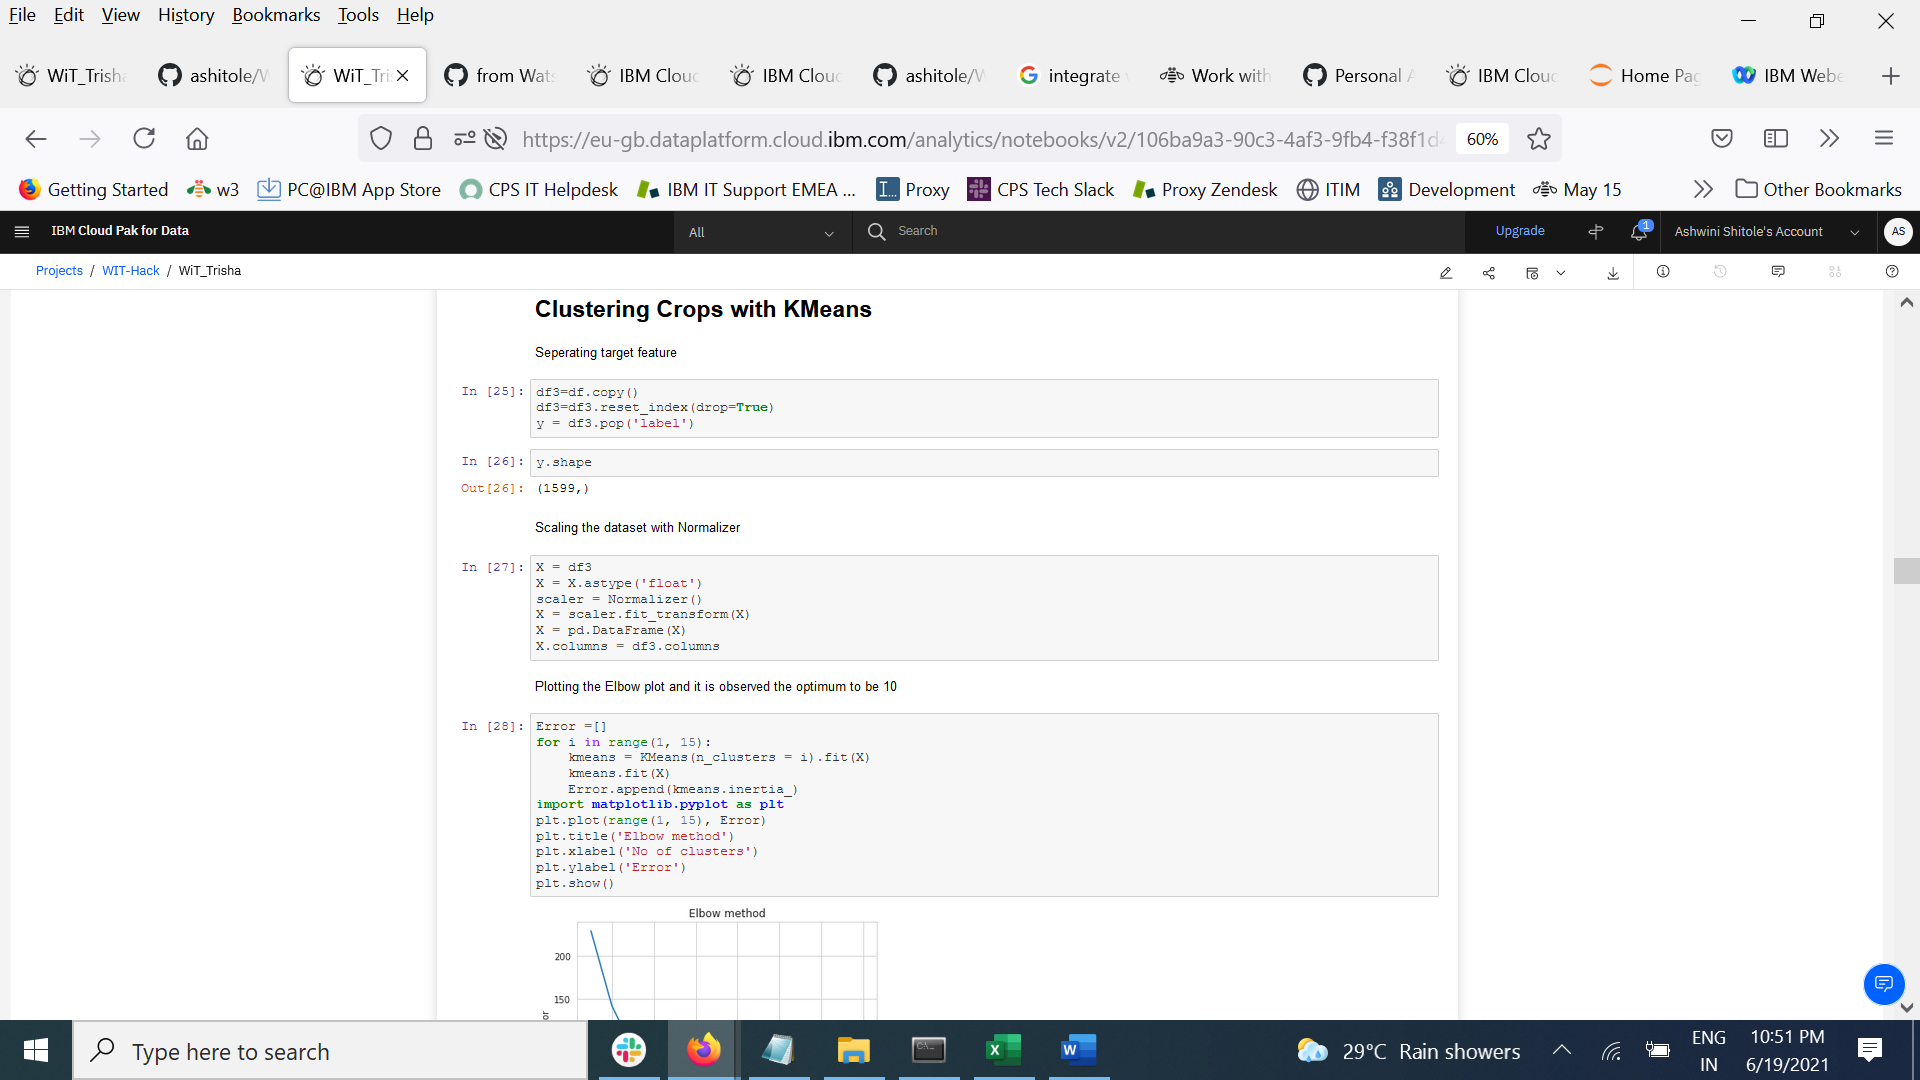 File Edit View History Bookmarks Tools Help
WiT_Trisha ashitole/W WiT_Tri from Wats IBM Clou IBM Clou ashitole/W integrate Work with Personal A IBM Clou Home Pag IBM Webe
https://eu-gb.dataplatform.cloud.ibm.com/analytics/notebooks/v2/106ba9a3-90c3-4af3-9fb4-f38f1d 60%
Getting Started w3 PC@IBM App Store CPS IT Helpdesk IBM IT Support EMEA ... Proxy CPS Tech Slack Proxy Zendesk ITIM Development May 15 Other Bookmarks
IBM Cloud Pak for Data All Search Upgrade 1 Ashwini Shitole's Account AS
Projects / WIT-Hack / WiT_Trisha
Clustering Crops with KMeans
Seperating target feature
In [25]: df3=df.copy()
df3=df3.reset_index(drop=True)
y = df3.pop('label')
In [26]: y.shape
Out[26]: (1599,)
Scaling the dataset with Normalizer
In [27]: X = df3
X = X.astype('float')
scaler = Normalizer()
X = scaler.fit_transform(X)
X = pd.DataFrame(X)
X.columns = df3.columns
Plotting the Elbow plot and it is observed the optimum to be 10
In [28]: Error =[]
for i in range(1, 15):
    kmeans = KMeans(n_clusters = i).fit(X)
    kmeans.fit(X)
    Error.append(kmeans.inertia_)
import matplotlib.pyplot as plt
plt.plot(range(1, 15), Error)
plt.title('Elbow method')
plt.xlabel('No of clusters')
plt.ylabel('Error')
plt.show()
Elbow method
200
150
or
Type here to search
29°C Rain showers
ENG
IN
10:51 PM
6/19/2021